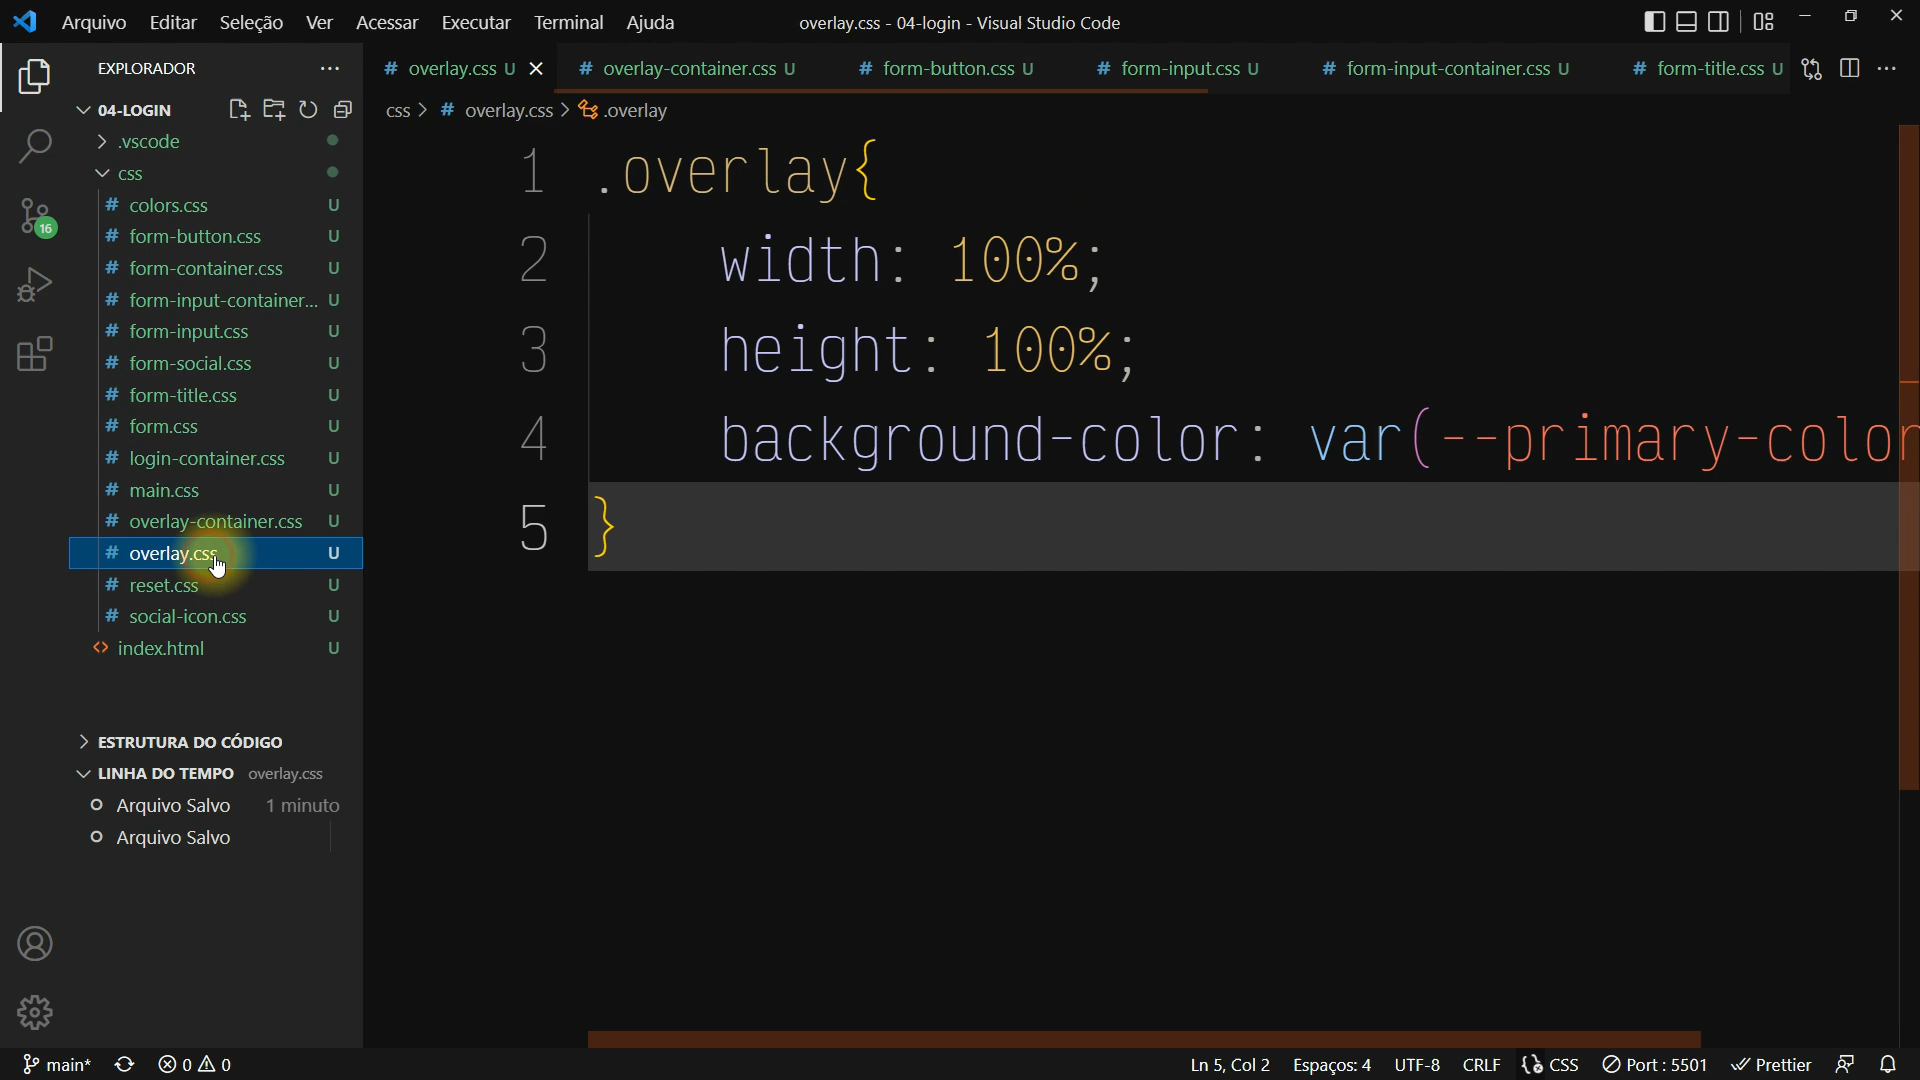 Arquivo Editar Seleção Ver Acessar Executar Terminal Ajuda overlay.css - 04-login - Visual Studio Code
EXPLORADOR ...
# overlay.css U # overlay-container.css U # form-button.css U # form-input.css U # form-input-container.css U # form-title.css U ...
04-LOGIN
css > # overlay.css > .overlay
.vscode
css
# colors.css U
# form-button.css U
# form-container.css U
# form-input-container... U
# form-input.css U
# form-social.css U
# form-title.css U
# form.css U
# login-container.css U
# main.css U
# overlay-container.css U
# overlay.css U
# reset.css U
# social-icon.css U
<> index.html U
16
1 .overlay{
2 width: 100%;
3 height: 100%;
4 background-color: var(--primary-color
5 }
ESTRUTURA DO CÓDIGO
LINHA DO TEMPO overlay.css
Arquivo Salvo 1 minuto
Arquivo Salvo
main* 0 0 Ln 5, Col 2 Espaços: 4 UTF-8 CRLF CSS Port : 5501 Prettier